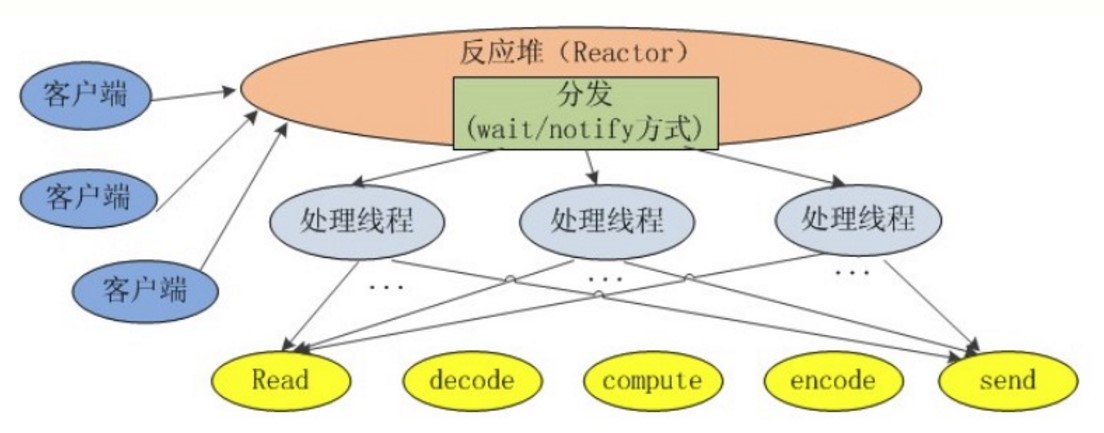 反应堆（Reactor）
分发
(wait/notify方式)
客户端
客户端
客户端
处理线程
处理线程
处理线程
...
...
...
Read
decode
compute
encode
send